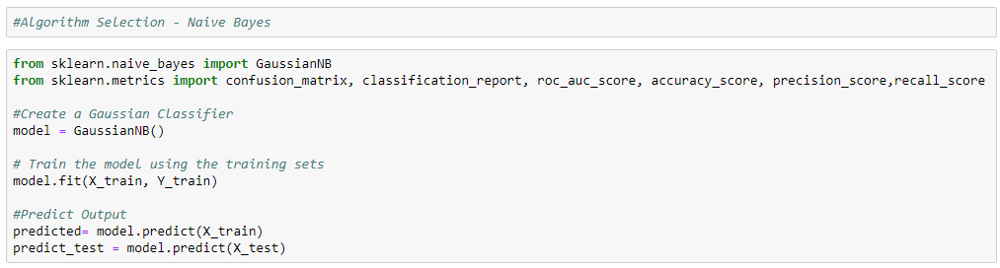 #Algorithm Selection - Naive Bayes
from sklearn.naive_bayes import GaussianNB
from sklearn.metrics import confusion_matrix, classification_report, roc_auc_score, accuracy_score, precision_score,recall_score
#Create a Gaussian Classifier
model = GaussianNB()
# Train the model using the training sets
model.fit(X_train, Y_train)
#Predict Output
predicted= model.predict(X_train)
predict_test = model.predict(X_test)